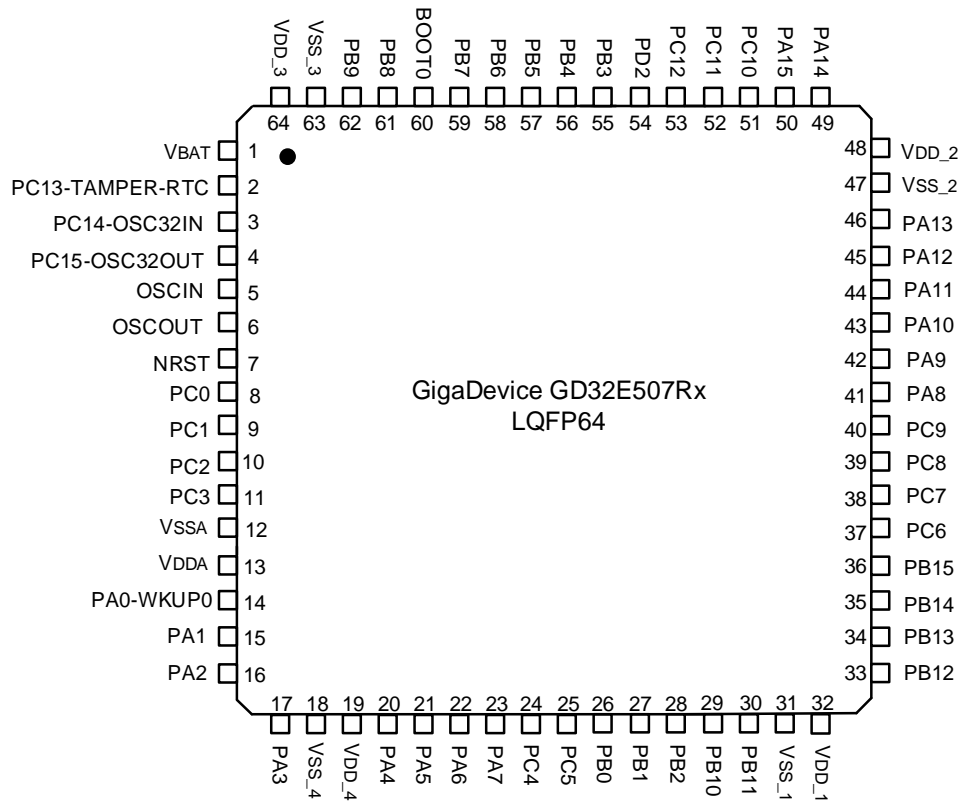 VDD_3
VSS_3
PB9
PB8
BOOT0
PB7
PB6
PB5
PB4
PB3
PD2
PC12
PC11
PC10
PA15
PA14
64
63
62
61
60
59
58
57
56
55
54
53
52
51
50
49
VBAT 1
PC13-TAMPER-RTC 2
PC14-OSC32IN 3
PC15-OSC32OUT 4
OSCIN 5
OSCOUT 6
NRST 7
PC0 8
PC1 9
PC2 10
PC3 11
VSSA 12
VDDA 13
PA0-WKUP0 14
PA1 15
PA2 16
GigaDevice GD32E507Rx
LQFP64
48 VDD_2
47 VSS_2
46 PA13
45 PA12
44 PA11
43 PA10
42 PA9
41 PA8
40 PC9
39 PC8
38 PC7
37 PC6
36 PB15
35 PB14
34 PB13
33 PB12
17
18
19
20
21
22
23
24
25
26
27
28
29
30
31
32
PA3
VSS_4
VDD_4
PA4
PA5
PA6
PA7
PC4
PC5
PB0
PB1
PB2
PB10
PB11
VSS_1
VDD_1